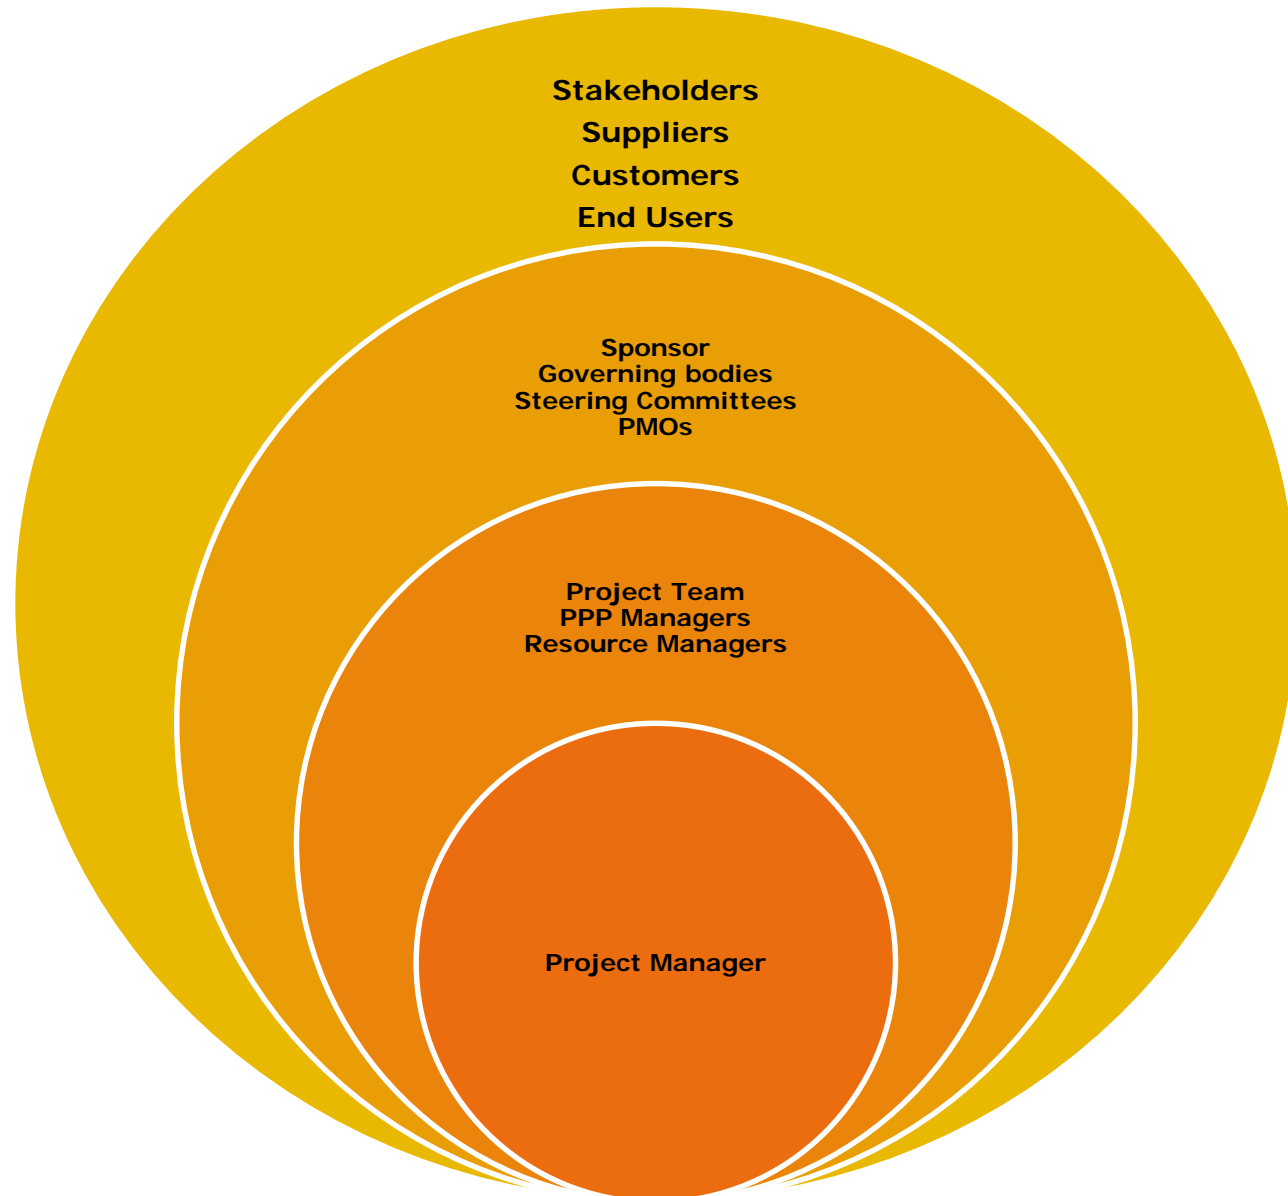 Stakeholders
Suppliers
Customers
End Users
Sponsor
Governing bodies
Steering Committees
PMOs
Project Team
PPP Managers
Resource Managers
Project Manager